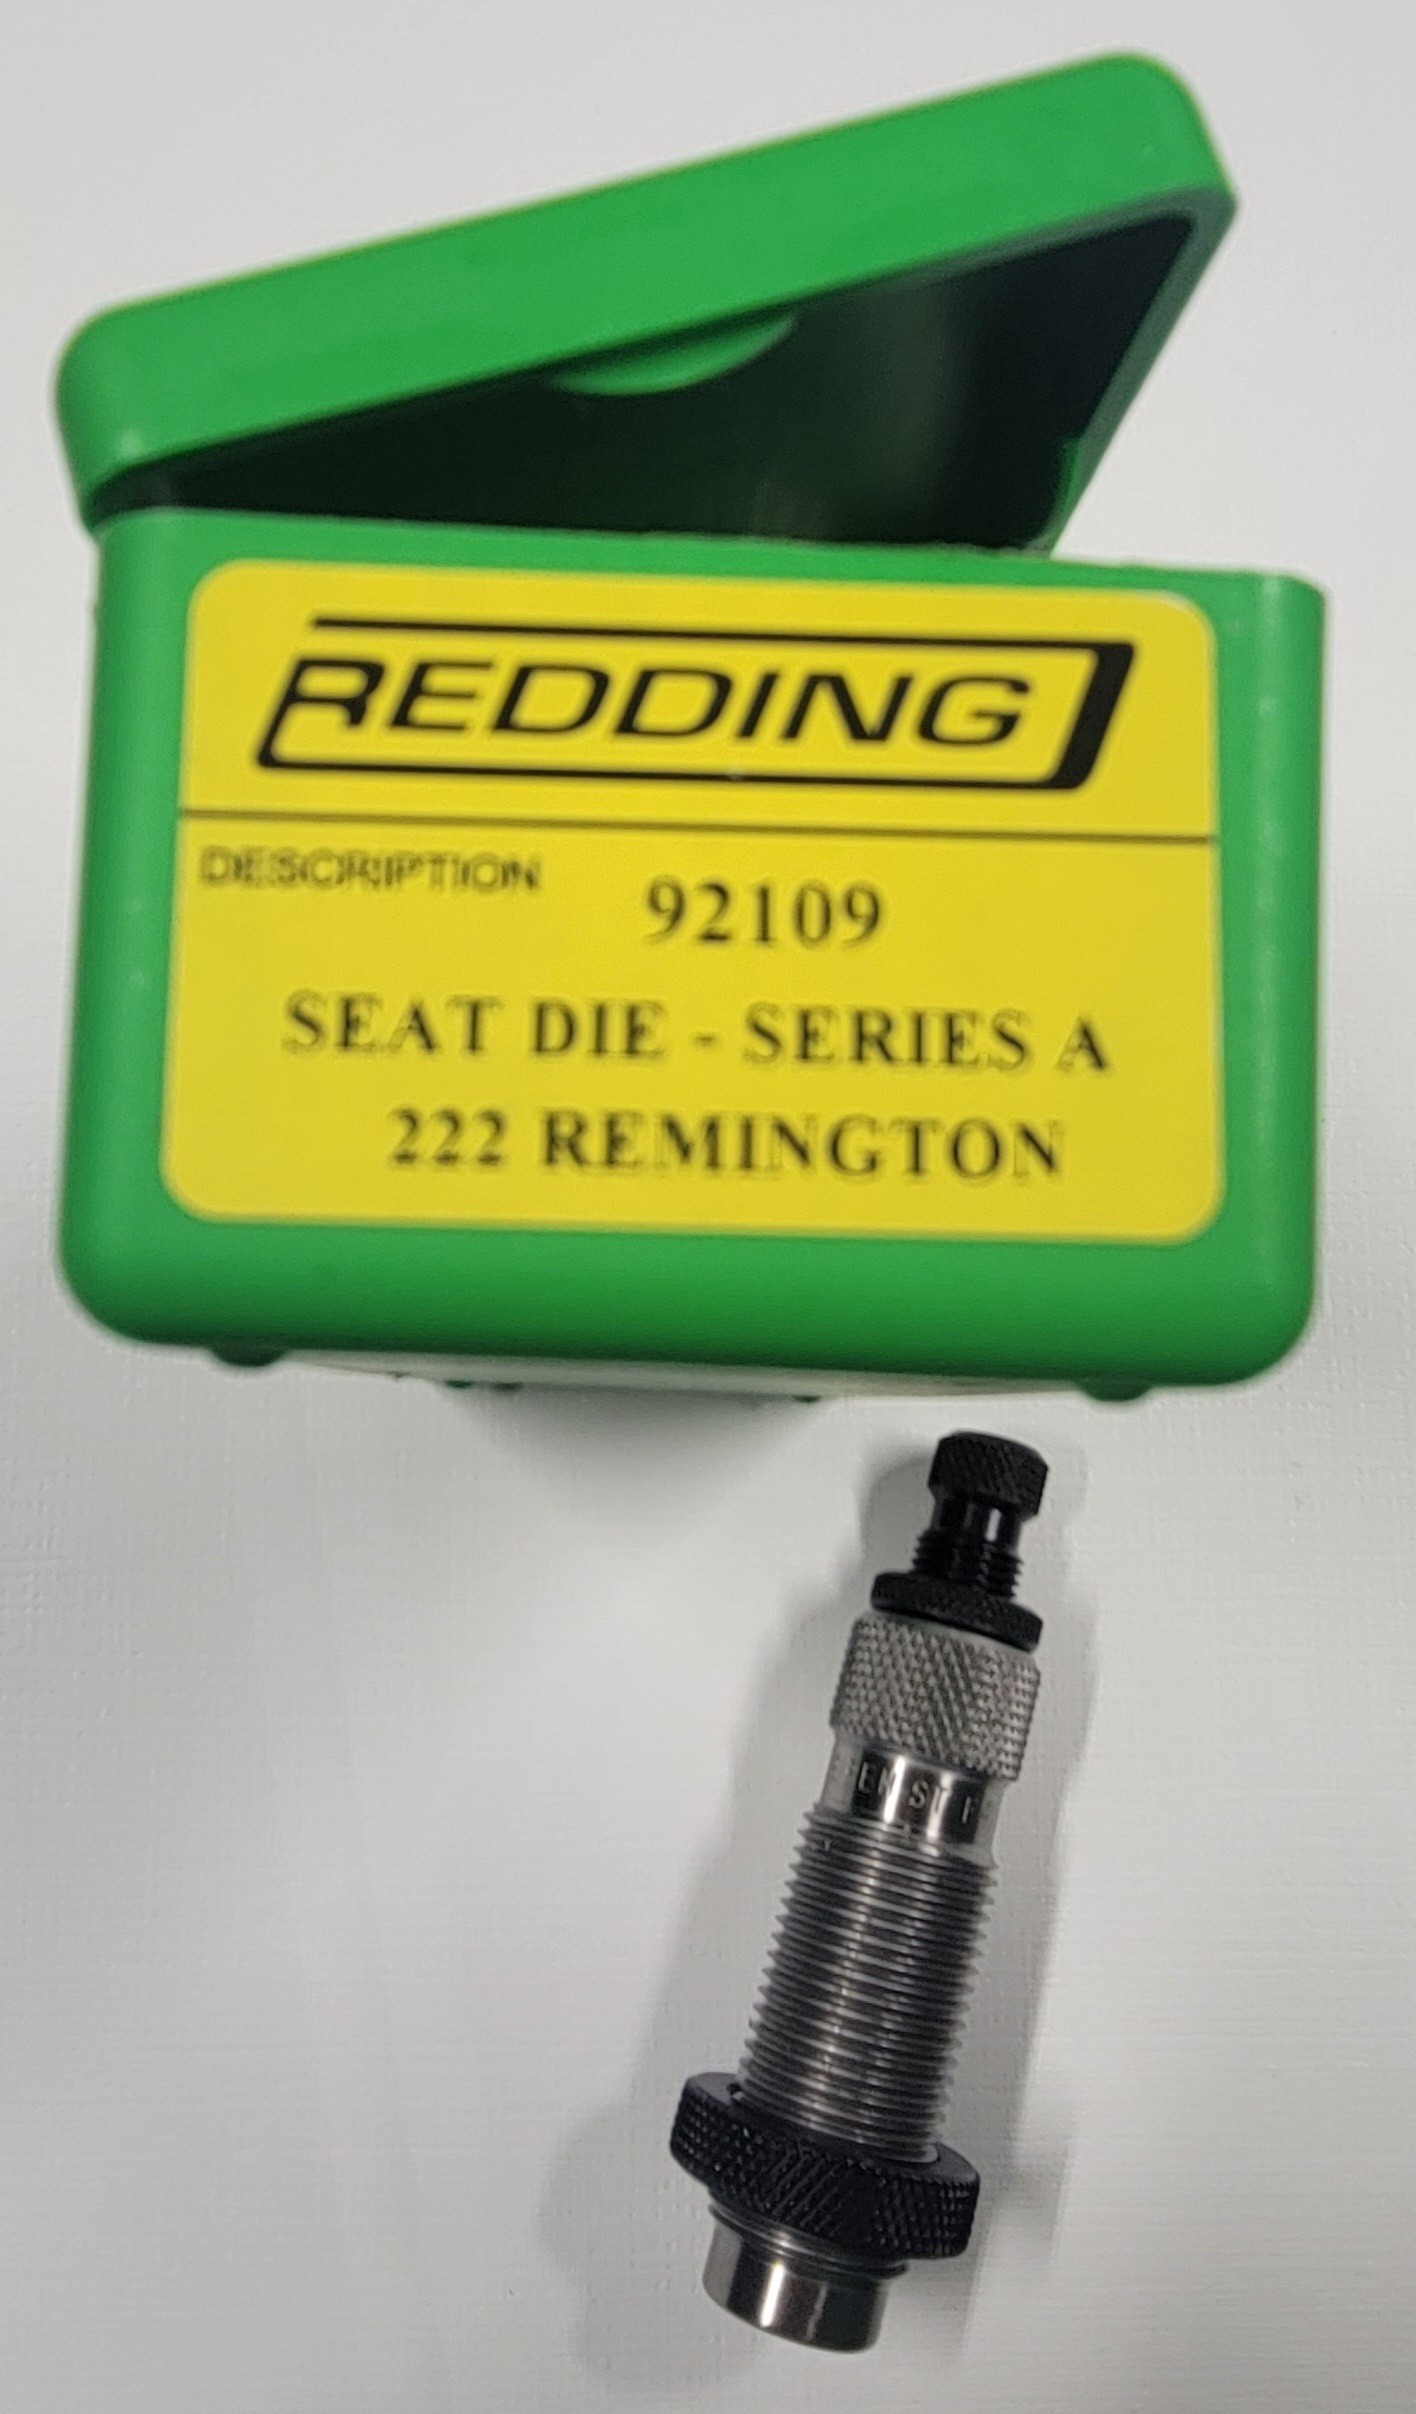 REDDING
DESCRIPTION 92109
SEAT DIE - SERIES A
222 REMINGTON